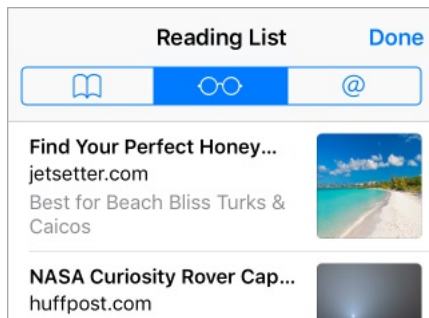 Reading List Done
@
Find Your Perfect Honey...
jetsetter.com
Best for Beach Bliss Turks &
Caicos
NASA Curiosity Rover Cap...
huffpost.com